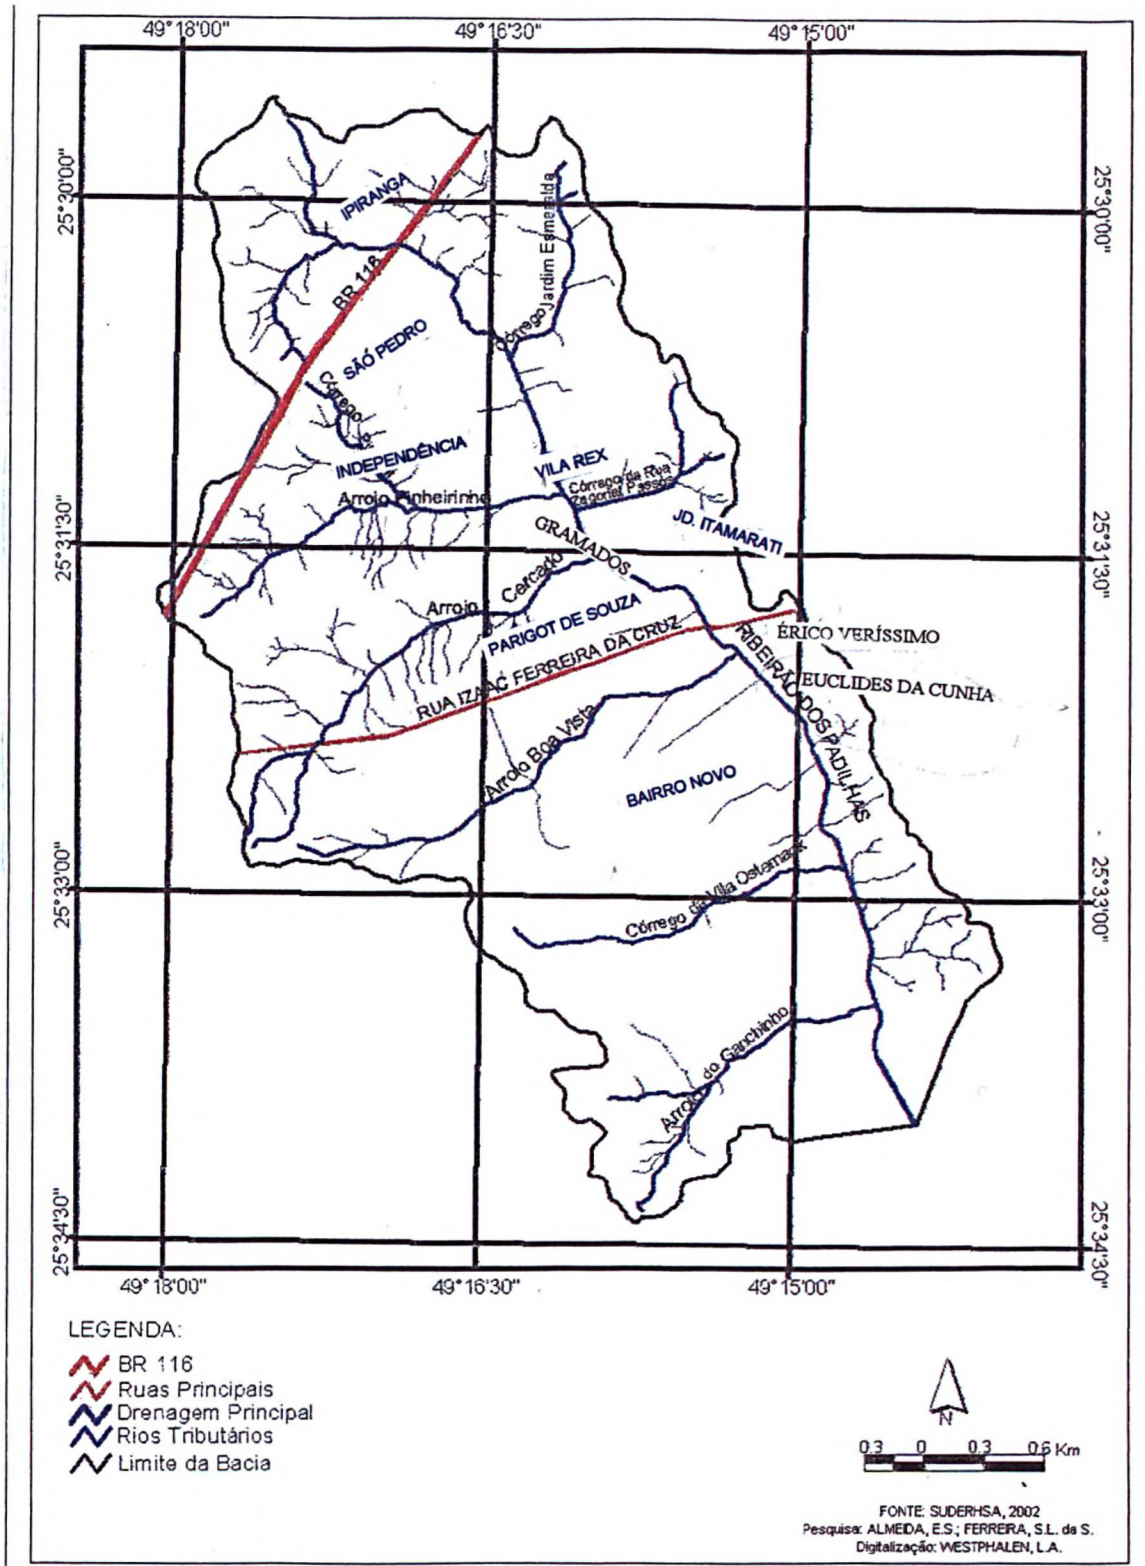 49°18'00"
49°16'30"
49°15'00"
25°30'00"
25°30'00"
IPIRANGA
Córrego Jardim Esmeralda
BR 116
SÃO PEDRO
Córrego
INDEPENDÊNCIA
VILA REX
Arroio Pinheirinho
Córrego da Rua
Zagorial Passos
JD. ITAMARATI
GRAMADOS
25°31'30"
25°31'30"
Arroio Cercado
PARIGOT DE SOUZA
ÉRICO VERÍSSIMO
RUA IZAAC FERREIRA DA CRUZ
RIBEIRÃO DOS PADILHAS
EUCLIDES DA CUNHA
Arroio Boa Vista
BAIRRO NOVO
25°33'00"
25°33'00"
Córrego da Vila Osternack
Arroio do Ganchinho
25°34'30"
25°34'30"
49°18'00"
49°16'30"
49°15'00"
LEGENDA:
BR 116
Ruas Principais
Drenagem Principal
Rios Tributários
Limite da Bacia
N
0.3 0 0.3 0.6 Km
FONTE: SUDERHSA, 2002
Pesquisa: ALMEIDA, E.S.; FERREIRA, S.L. da S.
Digitalização: WESTPHALEN, L.A.